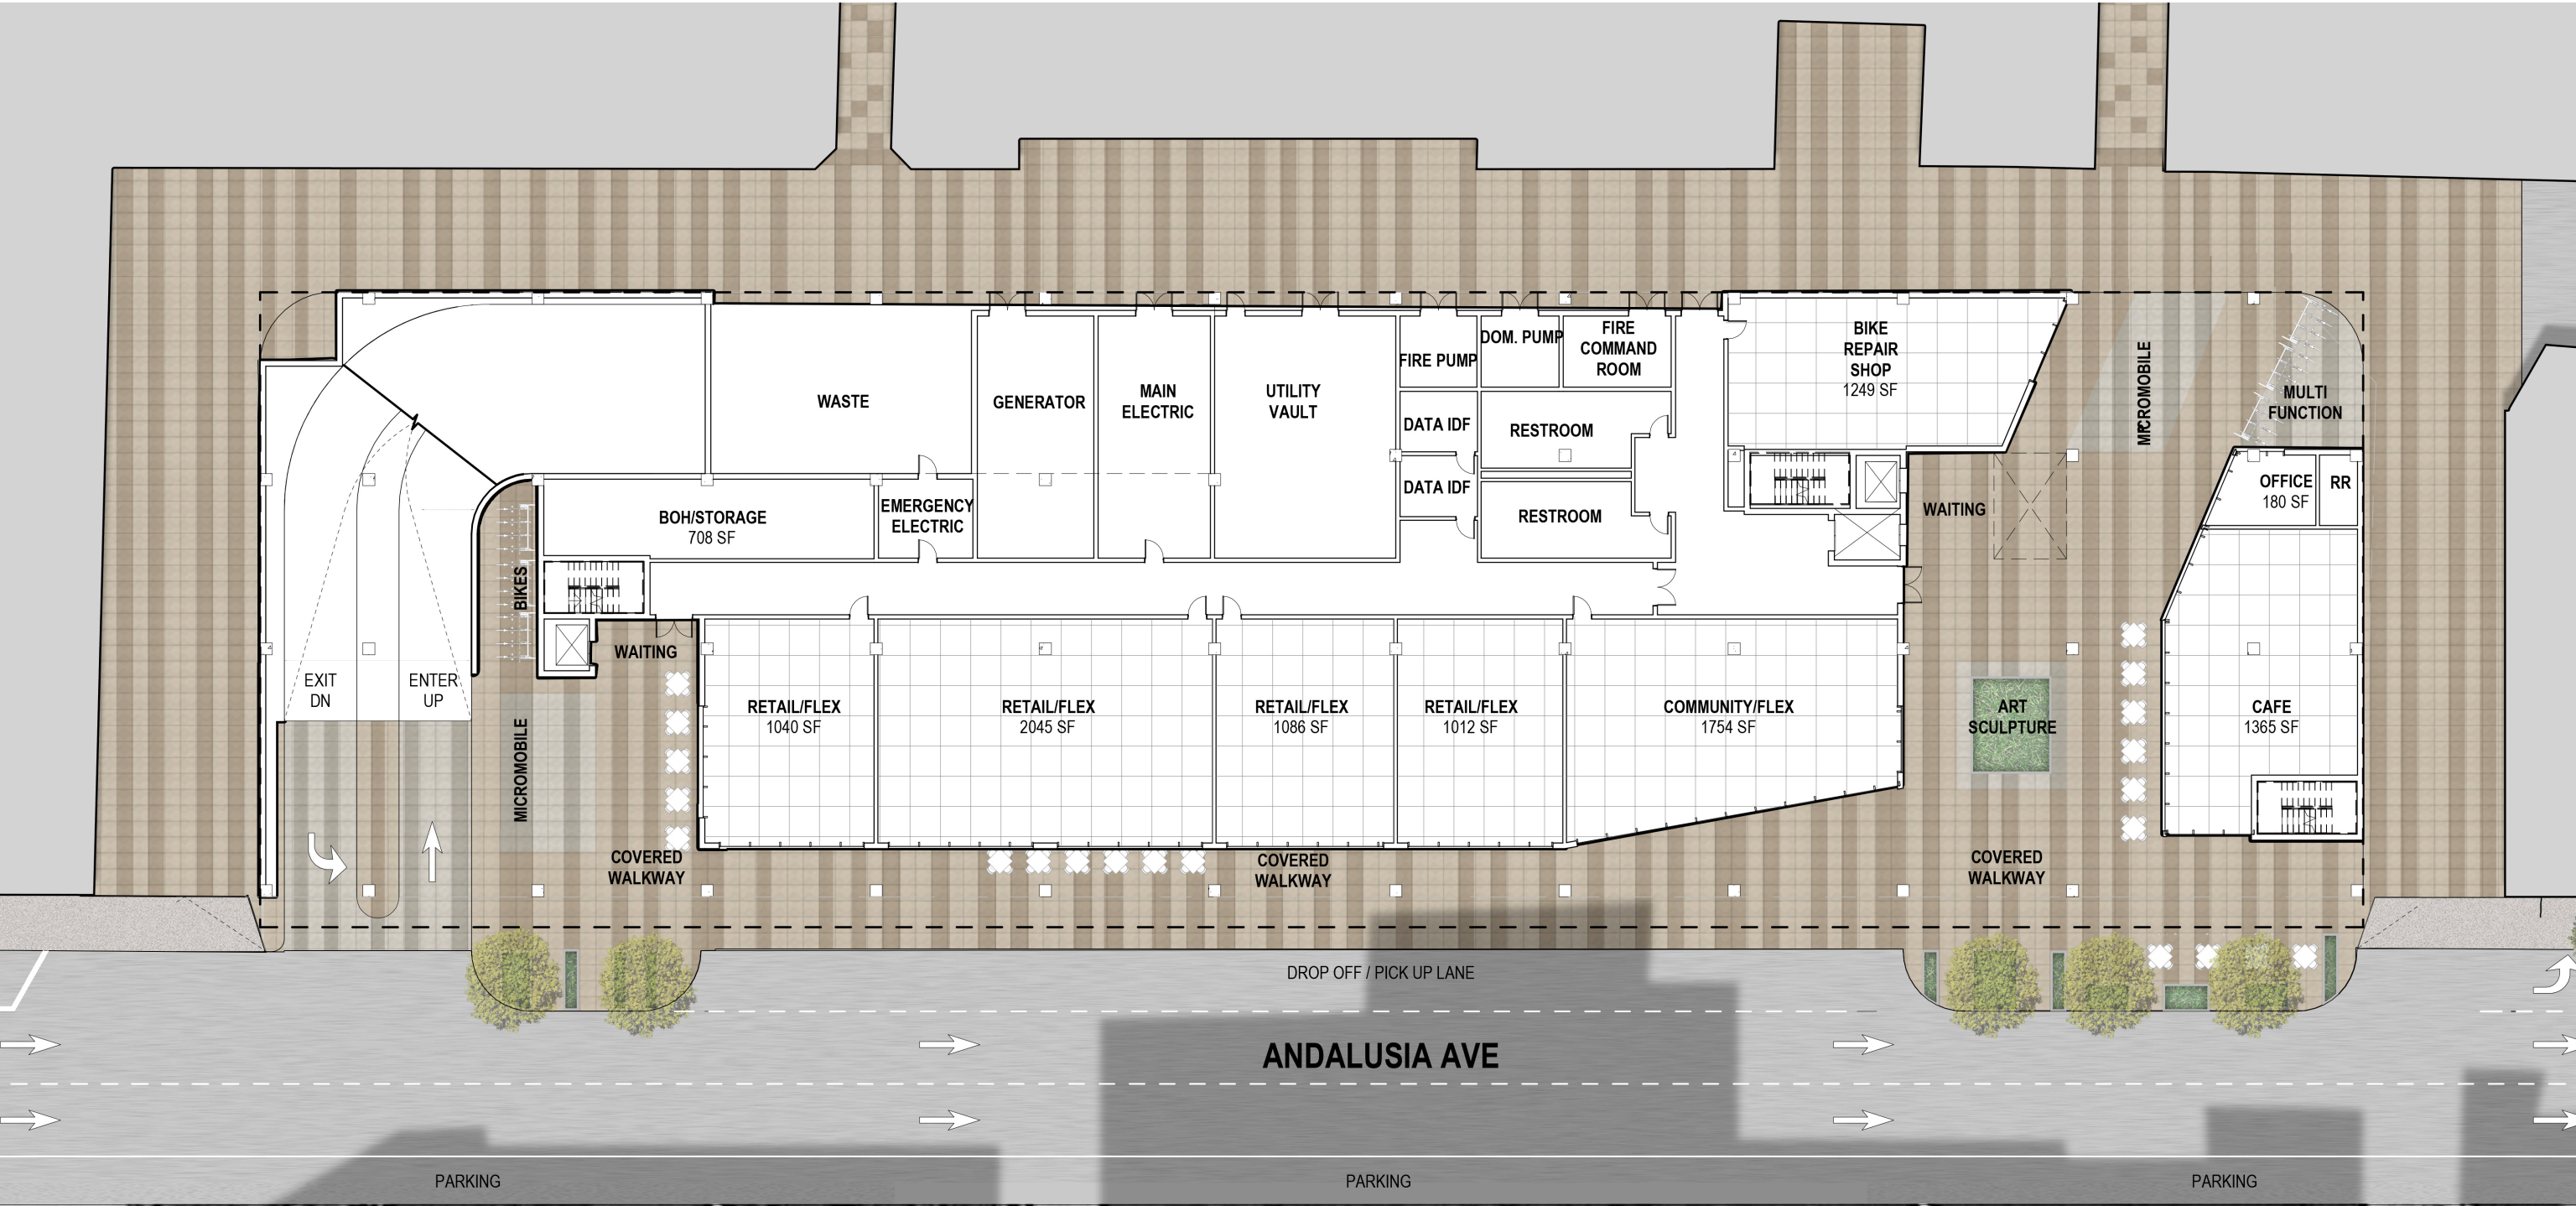 WASTE
GENERATOR
MAIN
ELECTRIC
UTILITY
VAULT
FIRE PUMP
DOM. PUMP
FIRE
COMMAND
ROOM
BIKE
REPAIR
SHOP
1249 SF
MICROMOBILE
MULTI
FUNCTION
DATA IDF
RESTROOM
DATA IDF
RESTROOM
BOH/STORAGE
708 SF
EMERGENCY
ELECTRIC
WAITING
OFFICE
180 SF
RR
BIKES
WAITING
EXIT
DN
ENTER
UP
MICROMOBILE
RETAIL/FLEX
1040 SF
RETAIL/FLEX
2045 SF
RETAIL/FLEX
1086 SF
RETAIL/FLEX
1012 SF
COMMUNITY/FLEX
1754 SF
ART
SCULPTURE
CAFE
1365 SF
COVERED
WALKWAY
COVERED
WALKWAY
COVERED
WALKWAY
DROP OFF / PICK UP LANE
ANDALUSIA AVE
PARKING
PARKING
PARKING